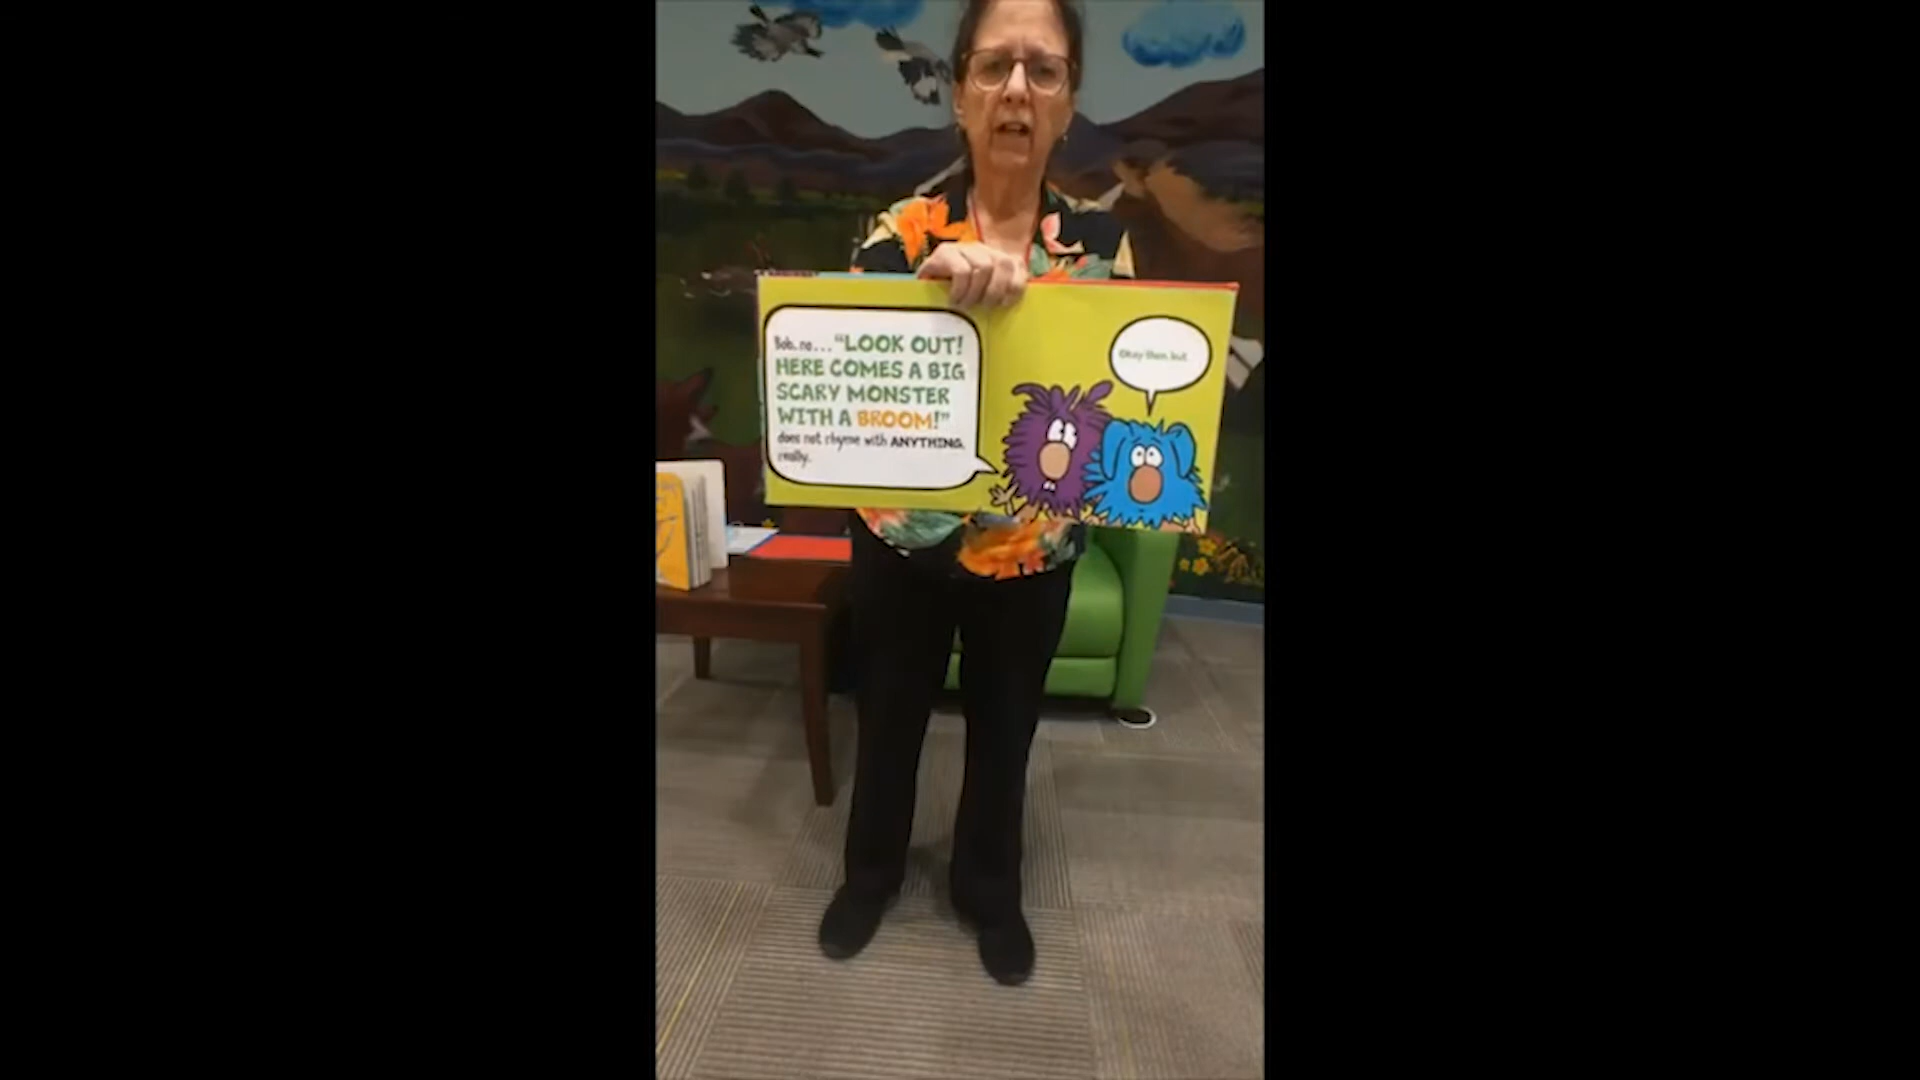 Bob, no... "LOOK OUT!
HERE COMES A BIG
SCARY MONSTER
WITH A BROOM!"
does not rhyme with ANYTHING,
really.
Okay then, but